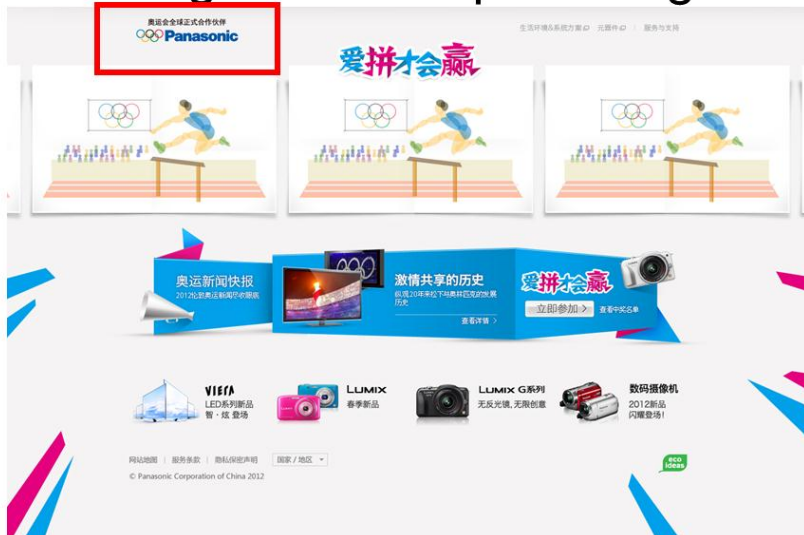 奥运会全球正式合作伙伴
Panasonic
生活环境&系统方案 元器件 | 服务与支持
爱拼才会赢
奥运新闻快报
2012伦敦奥运新闻尽收眼底
激情共享的历史
纵观20年来松下与奥林匹克的发展
历史
查看详情 >
爱拼才会赢
立即参加 > 查看中奖名单
VIERA
LED系列新品
智·炫 登场
LUMIX
春季新品
LUMIX G系列
无反光镜,无限创意
数码摄像机
2012新品
闪耀登场!
网站地图 | 服务条款 | 隐私保密声明 国家 / 地区
© Panasonic Corporation of China 2012
eco
ideas